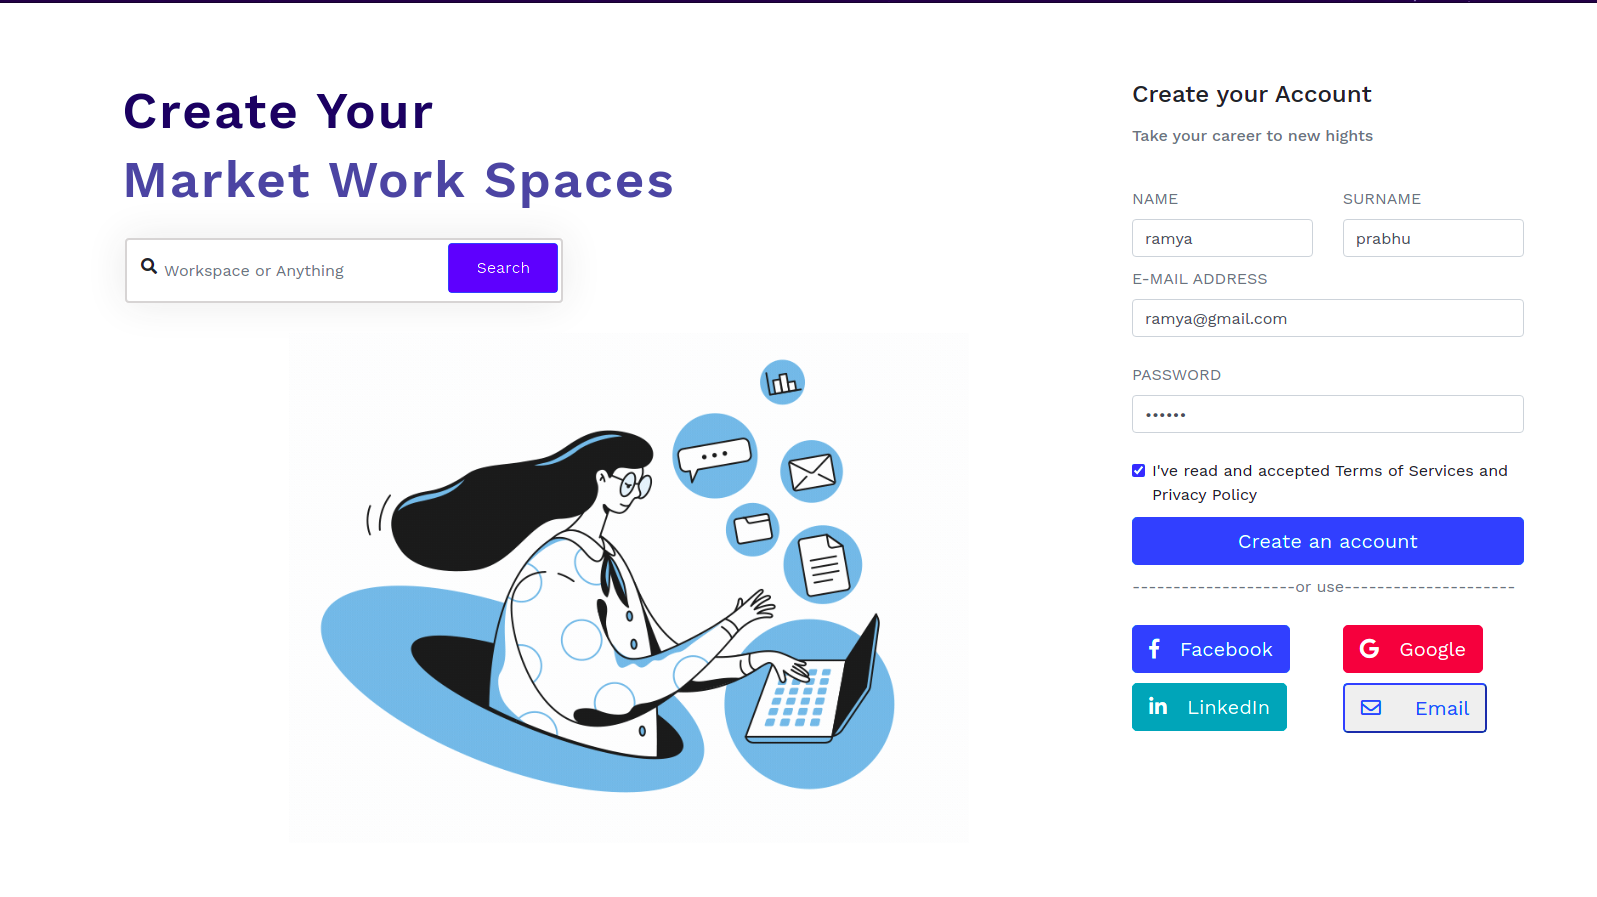 Create Your
Market Work Spaces
Workspace or Anything
Search
Create your Account
Take your career to new hights
NAME
SURNAME
ramya
prabhu
E-MAIL ADDRESS
ramya@gmail.com
PASSWORD
••••••
I've read and accepted Terms of Services and
Privacy Policy
Create an account
--------------------or use---------------------
Facebook
Google
LinkedIn
Email